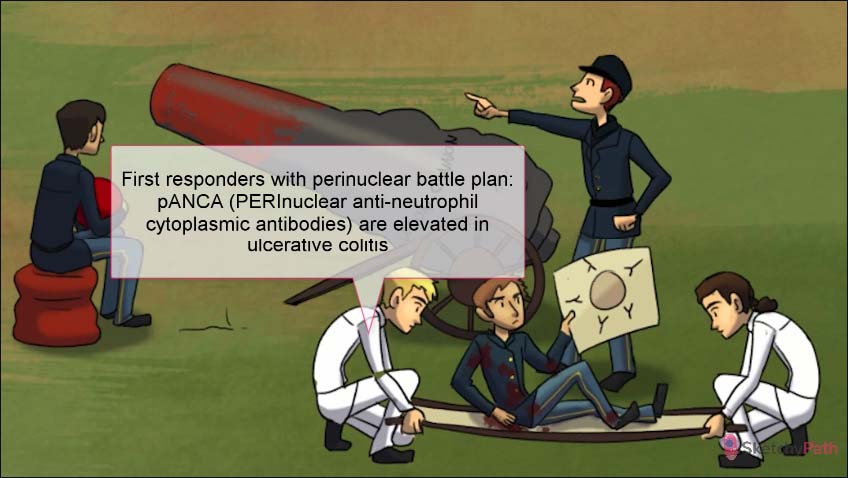 First responders with perinuclear battle plan:
pANCA (PERInuclear anti-neutrophil
cytoplasmic antibodies) are elevated in
ulcerative colitis
SketchyPath